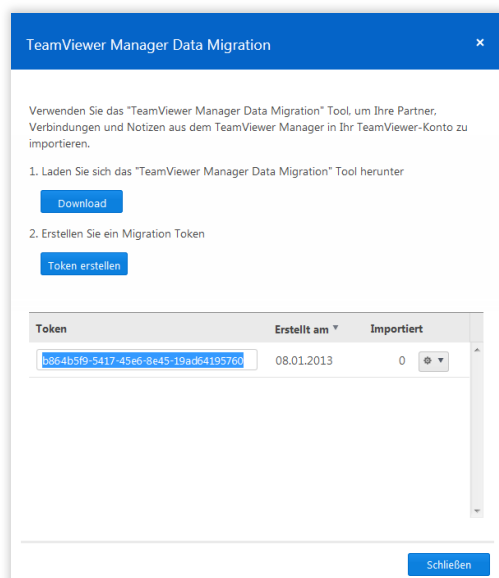 TeamViewer Manager Data Migration ×
Verwenden Sie das "TeamViewer Manager Data Migration" Tool, um Ihre Partner,
Verbindungen und Notizen aus dem TeamViewer Manager in Ihr TeamViewer-Konto zu
importieren.
1. Laden Sie sich das "TeamViewer Manager Data Migration" Tool herunter
Download
2. Erstellen Sie ein Migration Token
Token erstellen
Token Erstellt am ▼ Importiert
b864b5f9-5417-45e6-8e45-19ad64195760 08.01.2013 0
Schließen